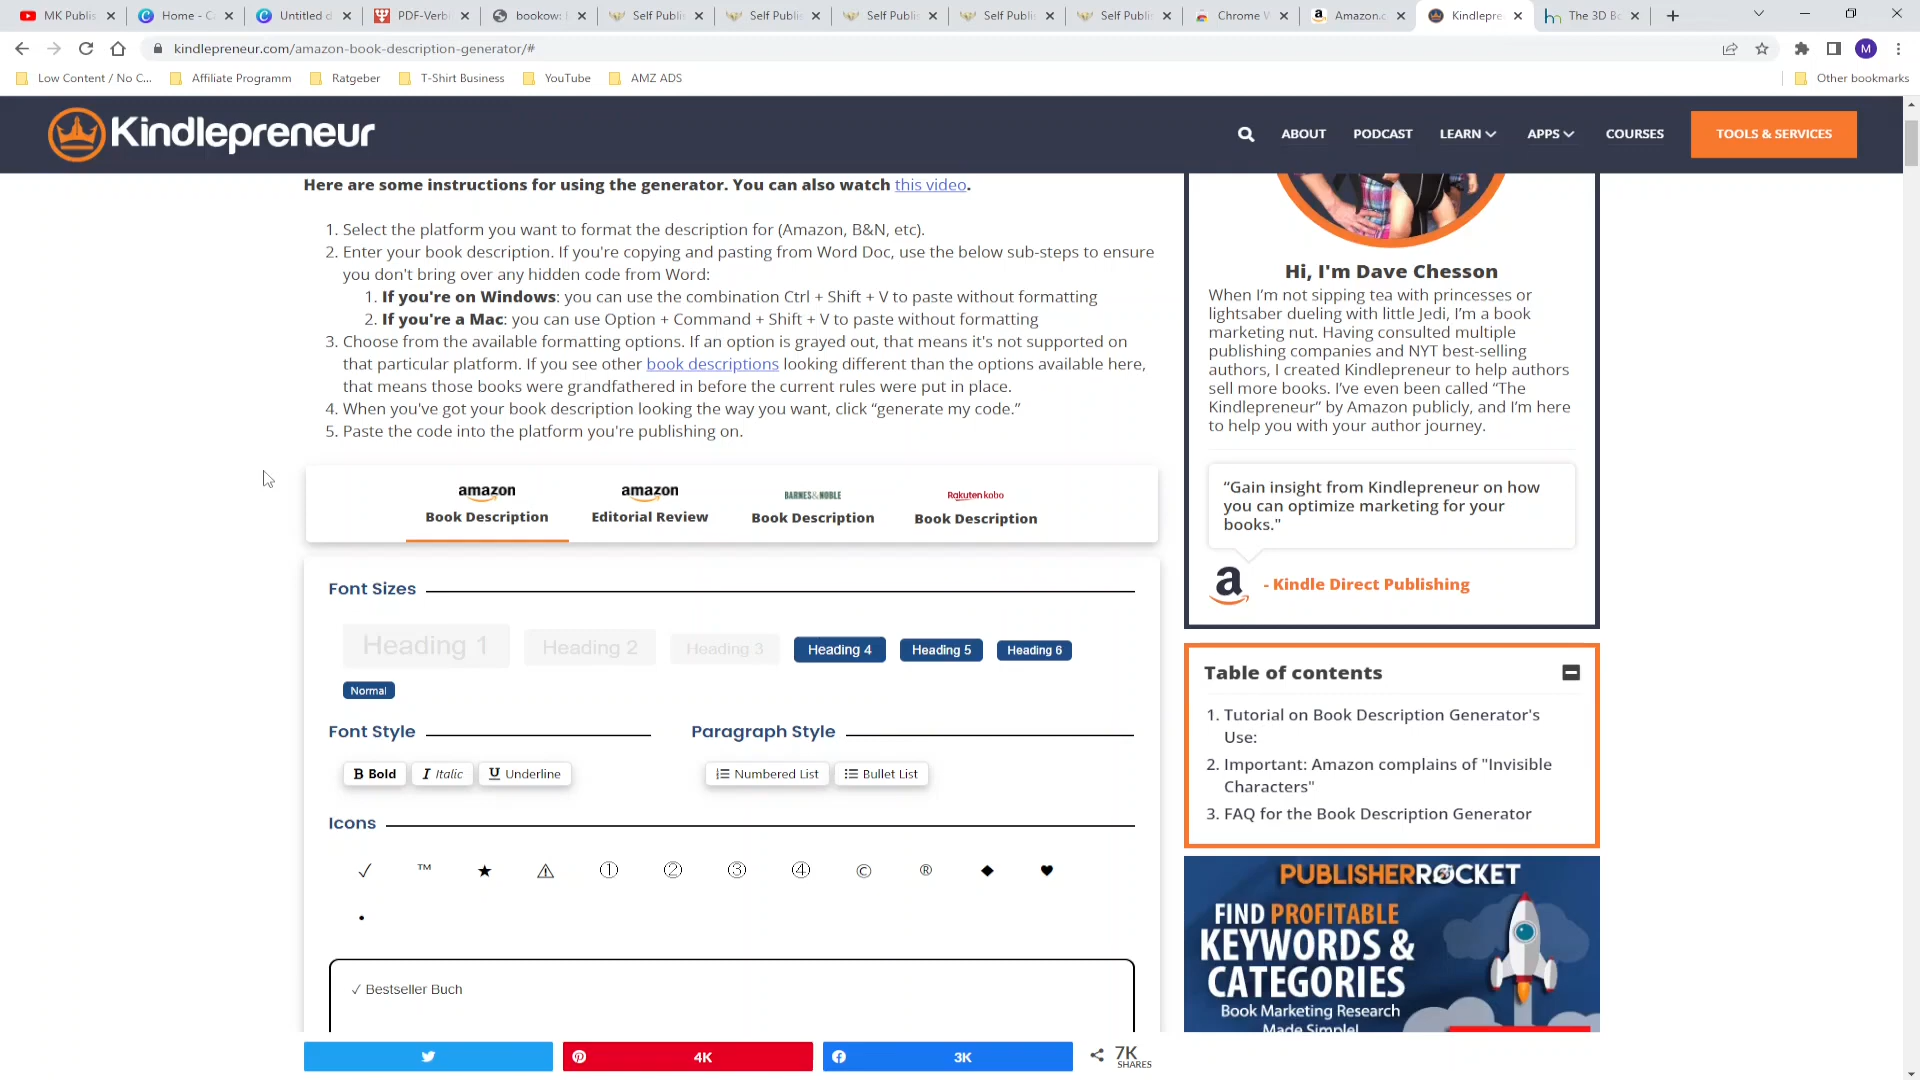 MK Publis
Home - C
Untitled d
PDF-Verbi
bookow:
Self Publis
Self Publis
Self Publis
Self Publis
Self Publis
Chrome W
Amazon.c
Kindlepre
The 3D Bo
kindlepreneur.com/amazon-book-description-generator/#
M
Low Content / No C...
Affiliate Programm
Ratgeber
T-Shirt Business
YouTube
AMZ ADS
Other bookmarks
Kindlepreneur
ABOUT
PODCAST
LEARN
APPS
COURSES
TOOLS & SERVICES
Here are some instructions for using the generator. You can also watch this video.
1. Select the platform you want to format the description for (Amazon, B&N, etc).
2. Enter your book description. If you're copying and pasting from Word Doc, use the below sub-steps to ensure
you don't bring over any hidden code from Word:
1. If you're on Windows: you can use the combination Ctrl + Shift + V to paste without formatting
2. If you're a Mac: you can use Option + Command + Shift + V to paste without formatting
3. Choose from the available formatting options. If an option is grayed out, that means it's not supported on
that particular platform. If you see other book descriptions looking different than the options available here,
that means those books were grandfathered in before the current rules were put in place.
4. When you've got your book description looking the way you want, click “generate my code.”
5. Paste the code into the platform you're publishing on.
amazon
Book Description
amazon
Editorial Review
BARNES&NOBLE
Book Description
Rakuten kobo
Book Description
Font Sizes
Heading 1
Heading 2
Heading 3
Heading 4
Heading 5
Heading 6
Normal
Font Style
B Bold
I Italic
U Underline
Paragraph Style
Numbered List
Bullet List
Icons
✓ ™ ★ ⚠ ① ② ③ ④ © ® ◆ ♥
•
✓ Bestseller Buch
4K
3K
7K
SHARES
Hi, I'm Dave Chesson
When I’m not sipping tea with princesses or
lightsaber dueling with little Jedi, I’m a book
marketing nut. Having consulted multiple
publishing companies and NYT best-selling
authors, I created Kindlepreneur to help authors
sell more books. I’ve even been called “The
Kindlepreneur” by Amazon publicly, and I’m here
to help you with your author journey.
“Gain insight from Kindlepreneur on how
you can optimize marketing for your
books."
a
- Kindle Direct Publishing
Table of contents
1. Tutorial on Book Description Generator's
Use:
2. Important: Amazon complains of "Invisible
Characters"
3. FAQ for the Book Description Generator
PUBLISHER ROCKET
FIND PROFITABLE
KEYWORDS &
CATEGORIES
Book Marketing Research
Made Simple!